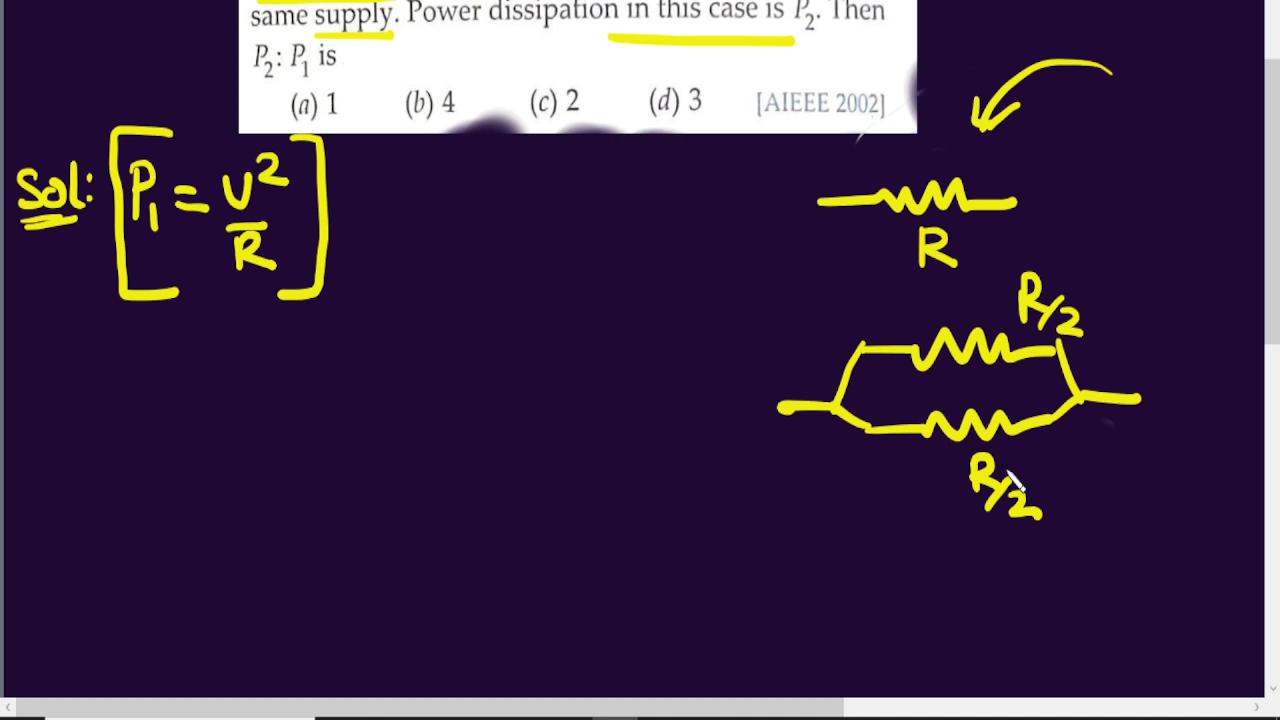 same supply. Power dissipation in this case is P₂. Then
P₂: P₁ is
(a) 1 (b) 4 (c) 2 (d) 3 [AIEEE 2002]
Sol: [P₁ = V²/R]
R
R/2
R/2